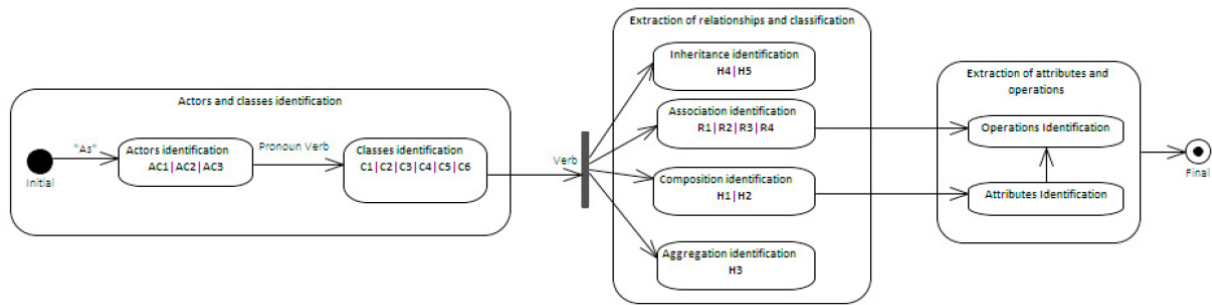 Actors and classes identification
"As"
Initial
Actors identification
AC1|AC2|AC3
Pronoun Verb
Classes identification
C1|C2|C3|C4|C5|C6
Verb
Extraction of relationships and classification
Inheritance identification
H4|H5
Association identification
R1|R2|R3|R4
Composition identification
H1|H2
Aggregation identification
H3
Extraction of attributes and
operations
Operations Identification
Attributes Identification
Final